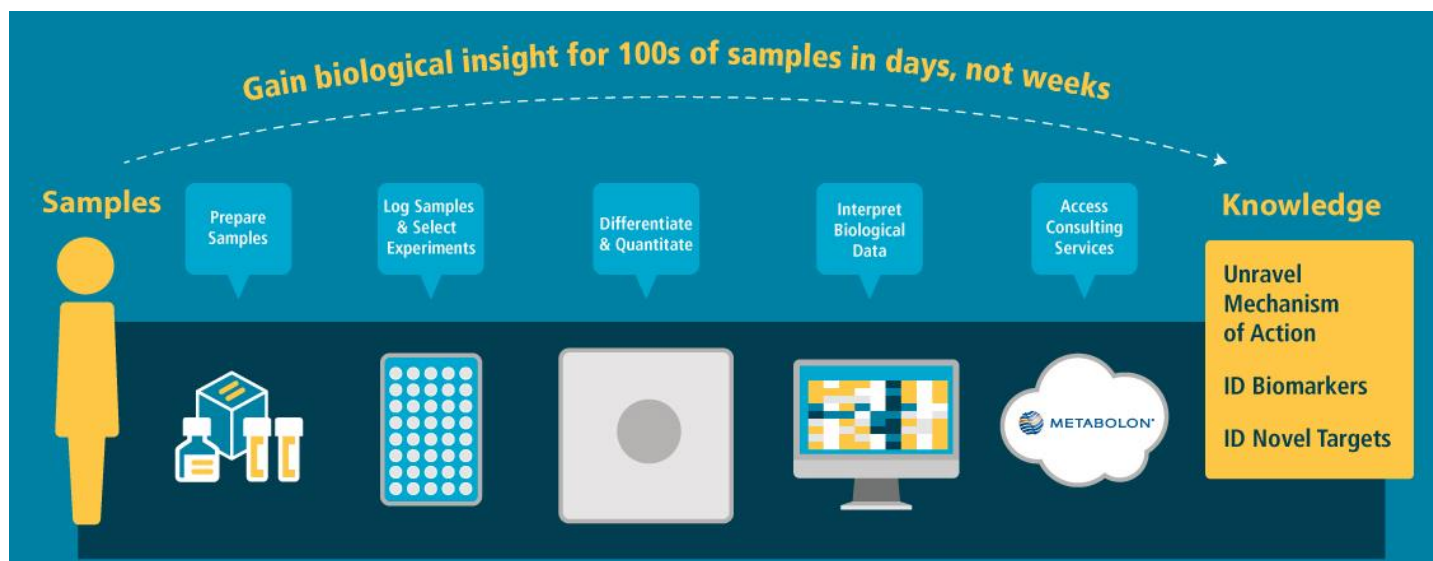 Gain biological insight for 100s of samples in days, not weeks
Samples
Prepare
Samples
Log Samples
& Select
Experiments
Differentiate
& Quantitate
Interpret
Biological
Data
Access
Consulting
Services
Knowledge
Unravel
Mechanism
of Action
ID Biomarkers
ID Novel Targets
METABOLON®